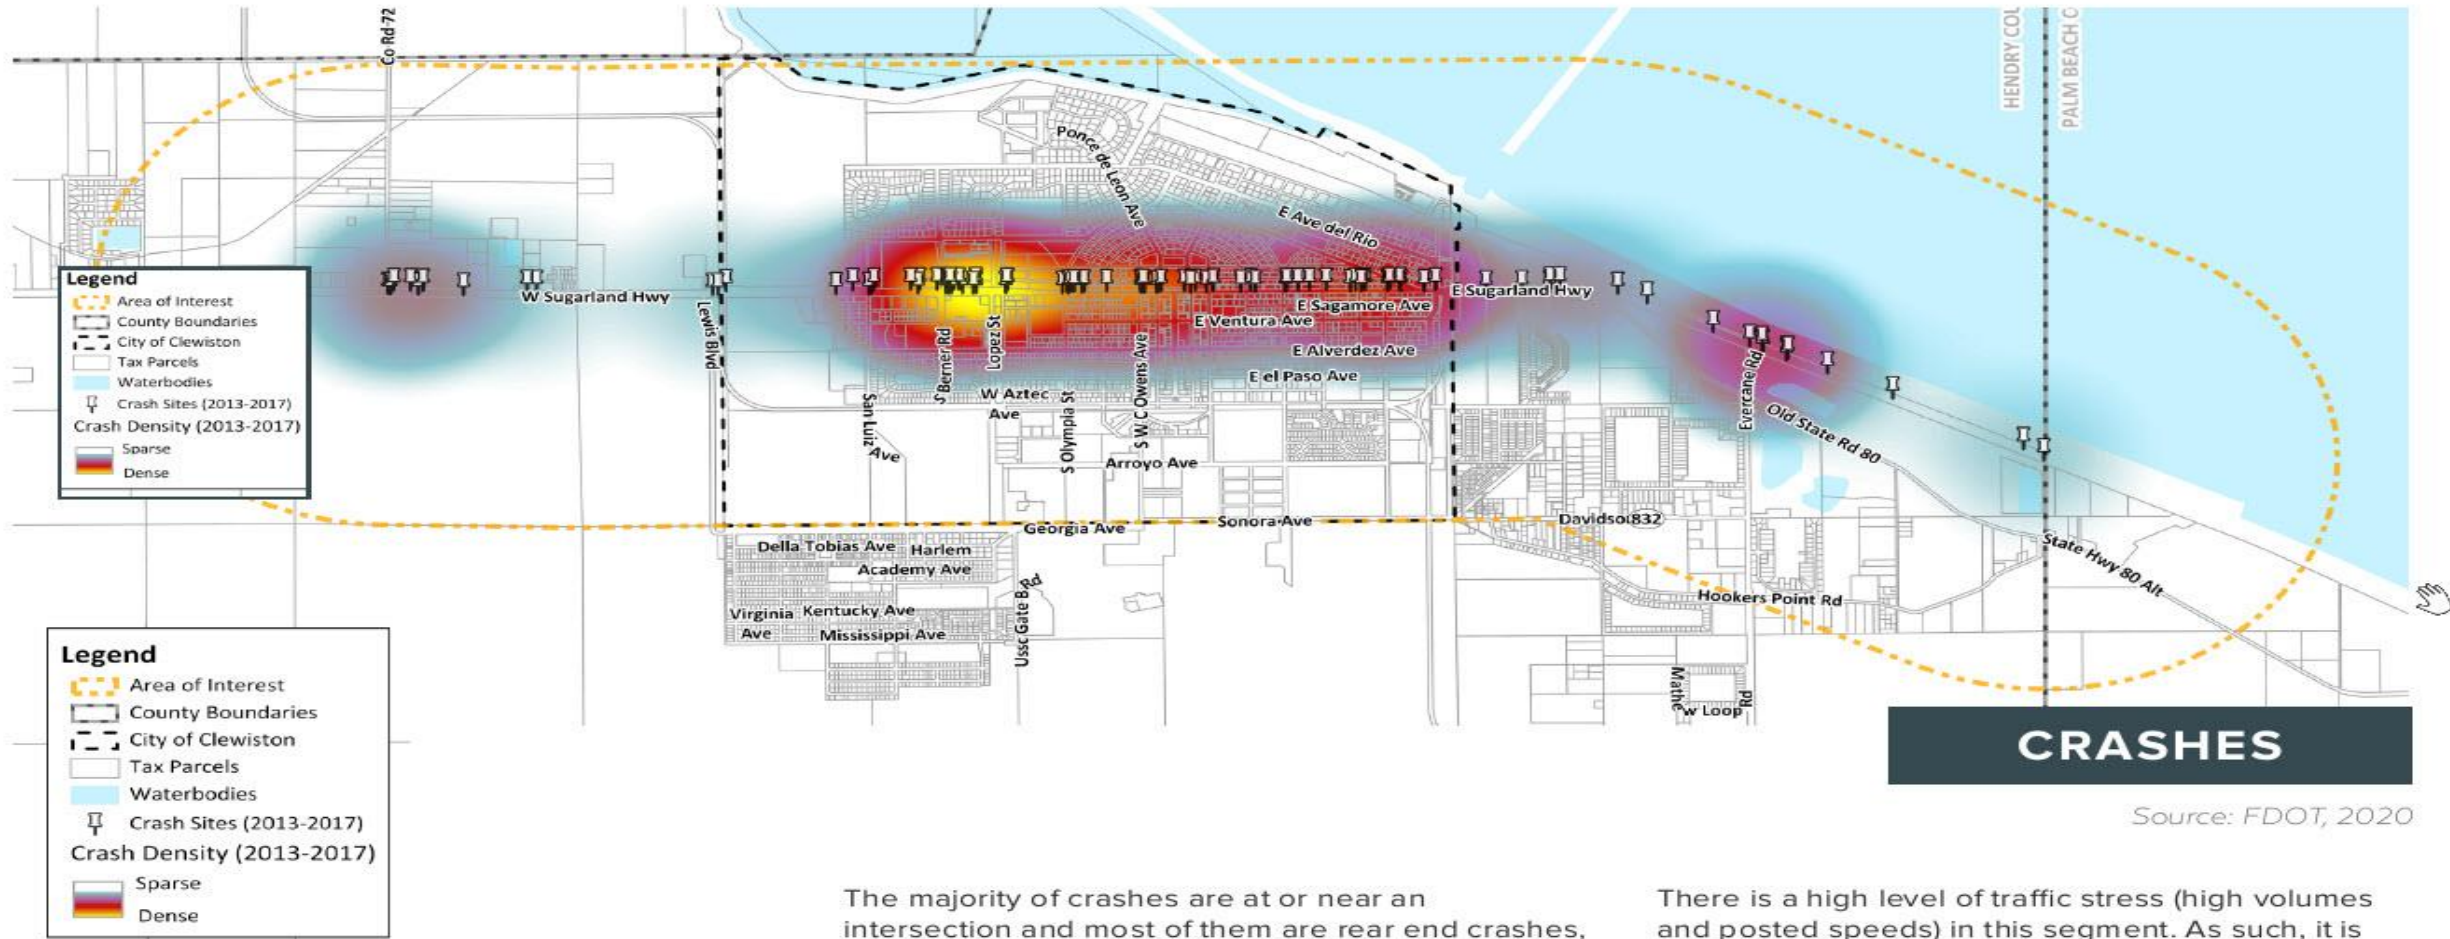 Co Rd 72
HENDRY COU
PALM BEACH C
Ponce de Leon Ave
E Ave del Rio
Legend
Area of Interest
County Boundaries
City of Clewiston
Tax Parcels
Waterbodies
Crash Sites (2013-2017)
Crash Density (2013-2017)
Sparse
Dense
W Sugarland Hwy
Lewis Blvd
E Sugarland Hwy
E Sagamore Ave
E Ventura Ave
E Alverdez Ave
E el Paso Ave
S Berner Rd
Lopez St
W Aztec
Ave
San Luiz
Ave
S Olympia St
S W C Owens Ave
Arroyo Ave
Evercane Rd
Old State Rd 80
Georgia Ave
Sonora Ave
Davidso
832
State Hwy 80 Alt
Della Tobias Ave
Harlem
Academy Ave
Virginia
Ave
Kentucky Ave
Mississippi Ave
Ussc Gate B Rd
Hookers Point Rd
Mathe
w Loop
Rd
Legend
Area of Interest
County Boundaries
City of Clewiston
Tax Parcels
Waterbodies
Crash Sites (2013-2017)
Crash Density (2013-2017)
Sparse
Dense
CRASHES
Source: FDOT, 2020
The majority of crashes are at or near an
intersection and most of them are rear end crashes,
There is a high level of traffic stress (high volumes
and posted speeds) in this segment. As such, it is